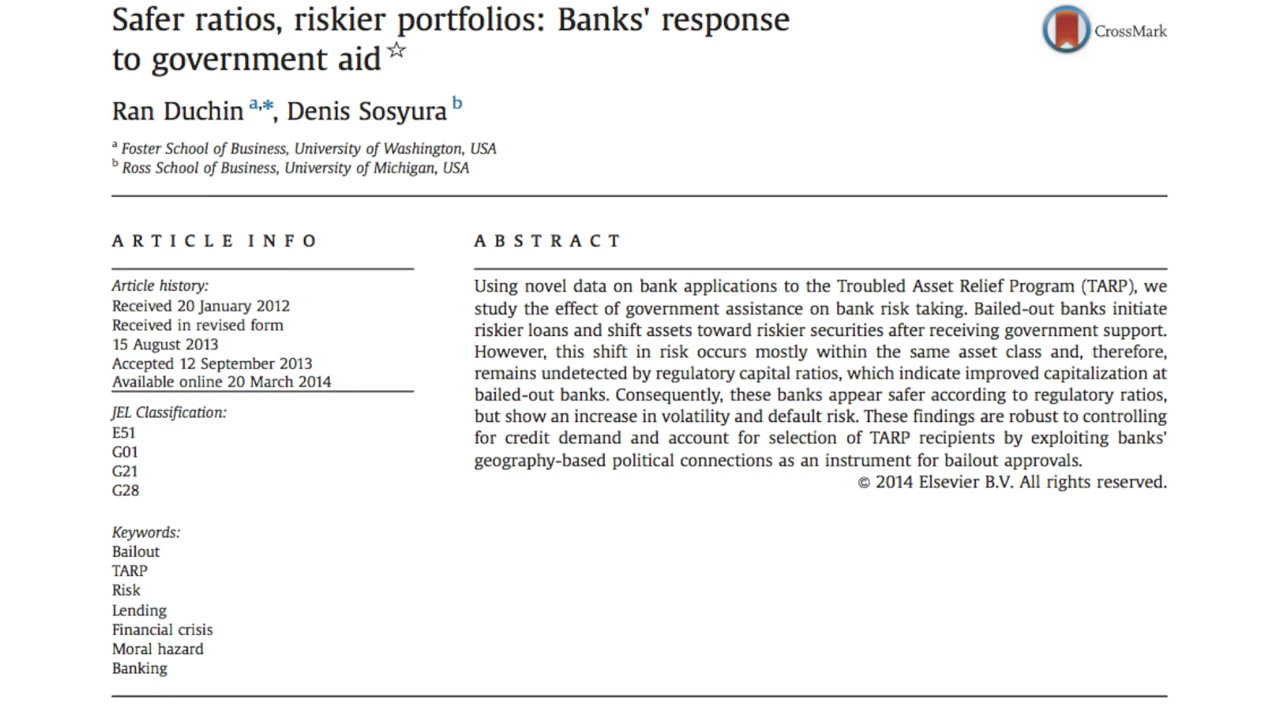 Safer ratios, riskier portfolios: Banks' response
to government aid☆
CrossMark
Ran Duchin a,*, Denis Sosyura b
a Foster School of Business, University of Washington, USA
b Ross School of Business, University of Michigan, USA
ARTICLE INFO
Article history:
Received 20 January 2012
Received in revised form
15 August 2013
Accepted 12 September 2013
Available online 20 March 2014
JEL Classification:
E51
G01
G21
G28
Keywords:
Bailout
TARP
Risk
Lending
Financial crisis
Moral hazard
Banking
ABSTRACT
Using novel data on bank applications to the Troubled Asset Relief Program (TARP), we
study the effect of government assistance on bank risk taking. Bailed-out banks initiate
riskier loans and shift assets toward riskier securities after receiving government support.
However, this shift in risk occurs mostly within the same asset class and, therefore,
remains undetected by regulatory capital ratios, which indicate improved capitalization at
bailed-out banks. Consequently, these banks appear safer according to regulatory ratios,
but show an increase in volatility and default risk. These findings are robust to controlling
for credit demand and account for selection of TARP recipients by exploiting banks'
geography-based political connections as an instrument for bailout approvals.
© 2014 Elsevier B.V. All rights reserved.